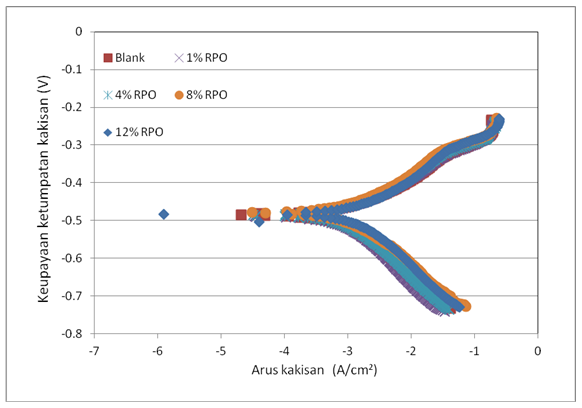 0
-0.1
-0.2
-0.3
-0.4
-0.5
-0.6
-0.7
-0.8
Keupayaan ketumpatan kakisan (V)
Blank 1% RPO
4% RPO 8% RPO
12% RPO
-7 -6 -5 -4 -3 -2 -1 0
Arus kakisan (A/cm²)